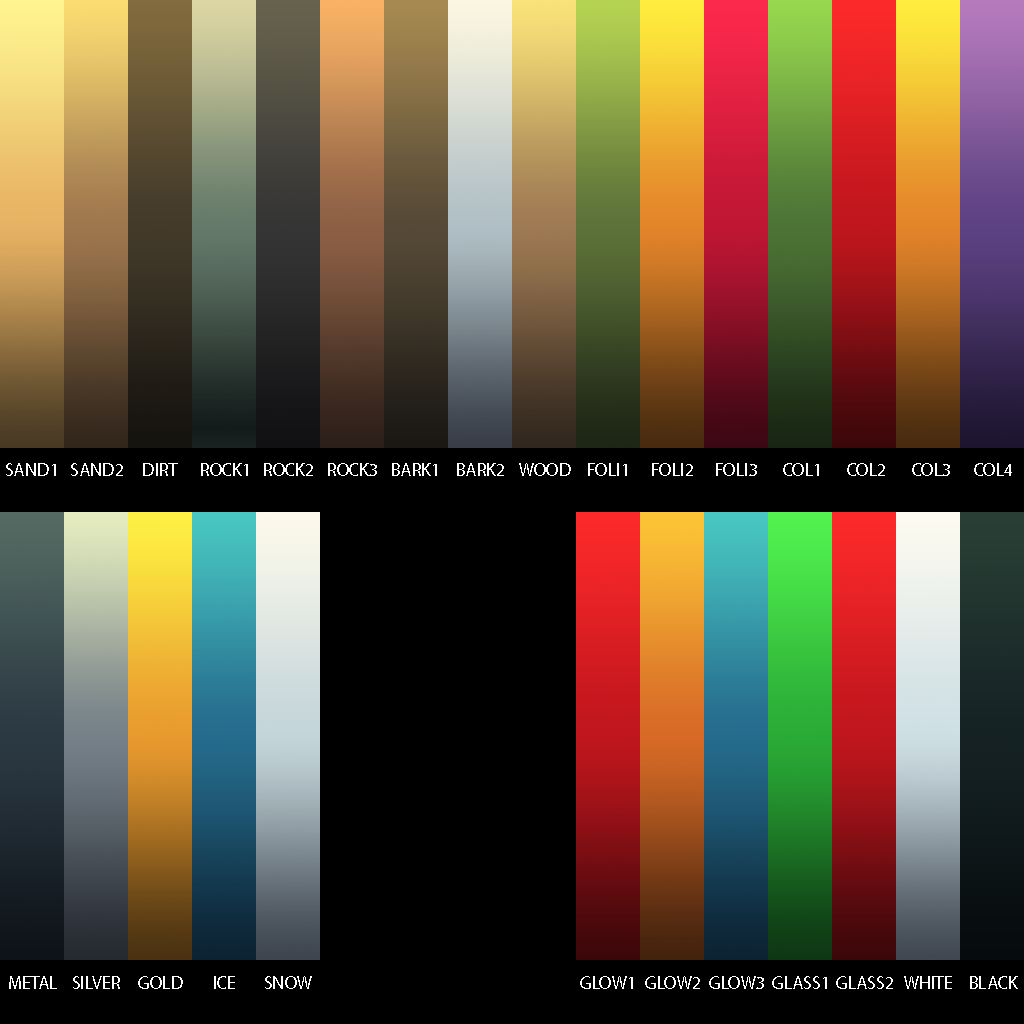 SAND1 SAND2 DIRT ROCK1 ROCK2 ROCK3 BARK1 BARK2 WOOD FOLI1 FOLI2 FOLI3 COL1 COL2 COL3 COL4
METAL SILVER GOLD ICE SNOW GLOW1 GLOW2 GLOW3 GLASS1 GLASS2 WHITE BLACK